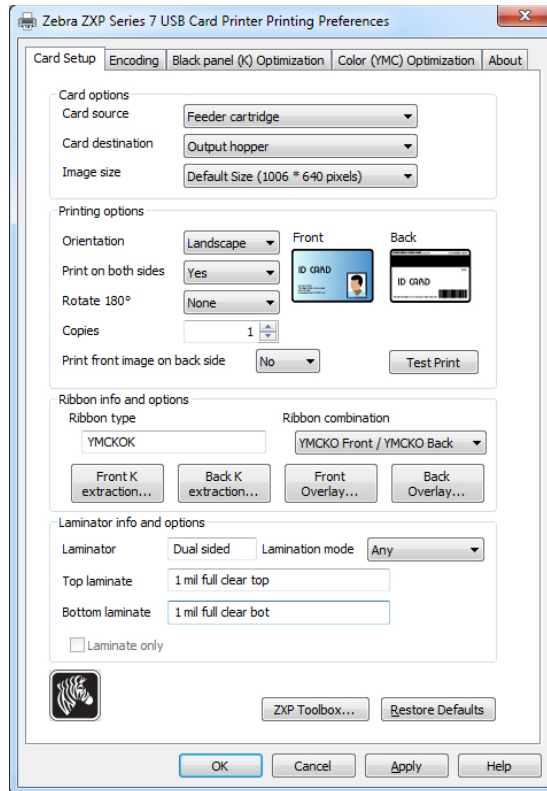 Zebra ZXP Series 7 USB Card Printer Printing Preferences
Card Setup Encoding Black panel (K) Optimization Color (YMC) Optimization About
Card options
Card source Feeder cartridge
Card destination Output hopper
Image size Default Size (1006 * 640 pixels)
Printing options
Orientation Landscape Front Back
Print on both sides Yes
ID CARD ID CARD
Rotate 180° None
Copies 1
Print front image on back side No Test Print
Ribbon info and options
Ribbon type Ribbon combination
YMCKOK YMCKO Front / YMCKO Back
Front K Back K Front Back
extraction... extraction... Overlay... Overlay...
Laminator info and options
Laminator Dual sided Lamination mode Any
Top laminate 1 mil full clear top
Bottom laminate 1 mil full clear bot
Laminate only
ZXP Toolbox... Restore Defaults
OK Cancel Apply Help